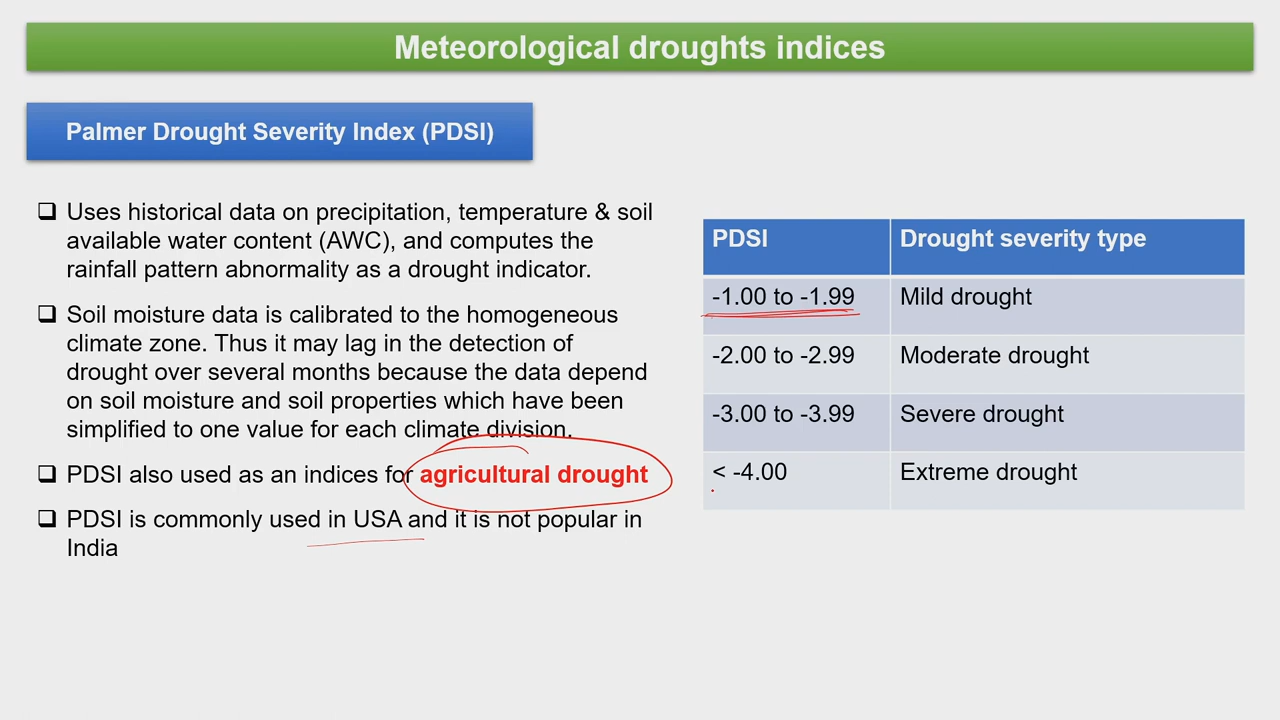 Meteorological droughts indices
Palmer Drought Severity Index (PDSI)
❑ Uses historical data on precipitation, temperature & soil
available water content (AWC), and computes the
rainfall pattern abnormality as a drought indicator.
❑ Soil moisture data is calibrated to the homogeneous
climate zone. Thus it may lag in the detection of
drought over several months because the data depend
on soil moisture and soil properties which have been
simplified to one value for each climate division.
❑ PDSI also used as an indices for agricultural drought
❑ PDSI is commonly used in USA and it is not popular in
India
PDSI Drought severity type
-1.00 to -1.99 Mild drought
-2.00 to -2.99 Moderate drought
-3.00 to -3.99 Severe drought
< -4.00 Extreme drought